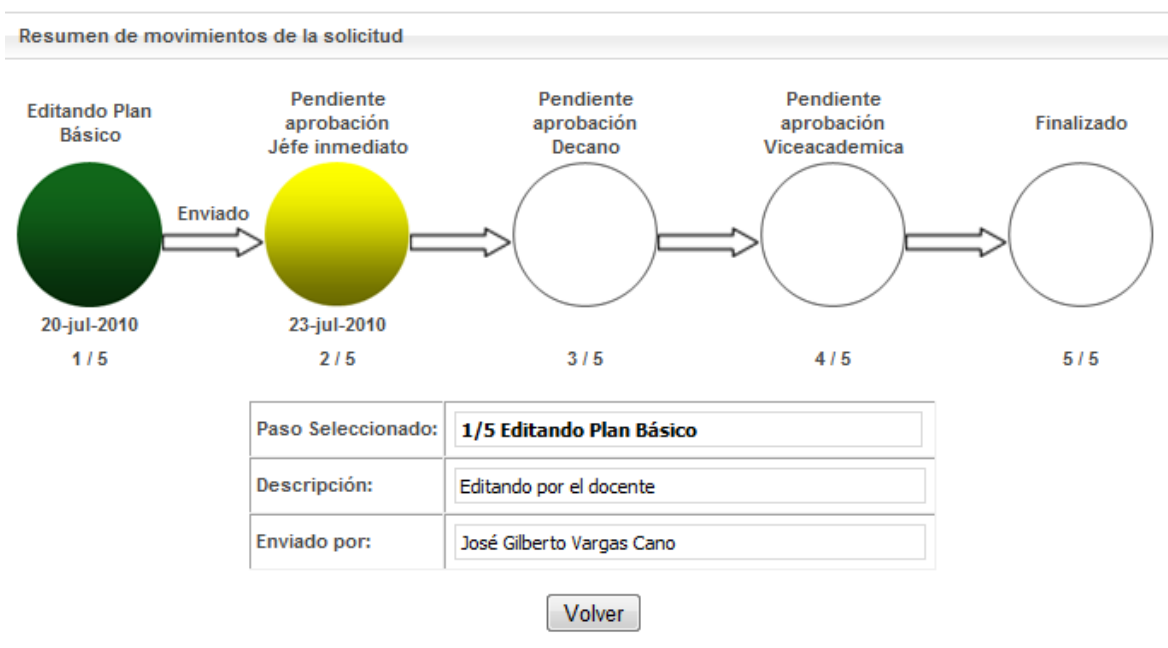 Resumen de movimientos de la solicitud
Editando Plan
Básico
Pendiente
aprobación
Jéfe inmediato
Pendiente
aprobación
Decano
Pendiente
aprobación
Viceacademica
Finalizado
Enviado
20-jul-2010
23-jul-2010
1 / 5
2 / 5
3 / 5
4 / 5
5 / 5
Paso Seleccionado: 1/5 Editando Plan Básico
Descripción: Editando por el docente
Enviado por: José Gilberto Vargas Cano
Volver